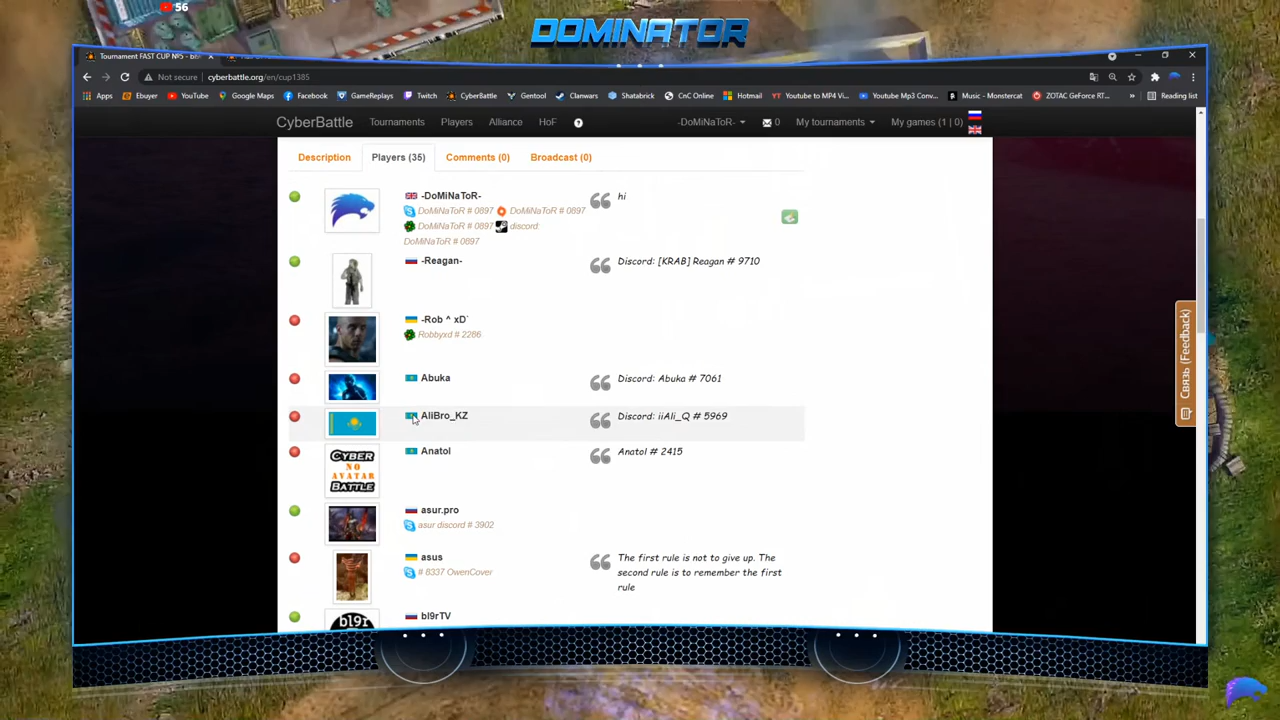 56
DOMINATOR
Tournament FAST CUP №5 - bl
Not secure
cyberbattle.org/en/cup1385
Apps
Ebuyer
YouTube
Google Maps
Facebook
GameReplays
Twitch
CyberBattle
Gentool
Clanwars
Steam
Shatabrick
CnC Online
Hotmail
Youtube to MP4 Vi...
Youtube Mp3 Conv...
Music - Monstercat
ZOTAC GeForce RT...
»
Reading list
CyberBattle
Tournaments
Players
Alliance
HoF
?
-DoMiNaToR-
0
My tournaments
My games (1 | 0)
Description
Players (35)
Comments (0)
Broadcast (0)
-DoMiNaToR-
hi
DoMiNaToR # 0897
DoMiNaToR # 0897
DoMiNaToR # 0897
discord:
DoMiNaToR # 0897
-Reagan-
Discord: [KRAB] Reagan # 9710
-Rob ^ xD`
Robbyxd # 2286
Abuka
Discord: Abuka # 7061
AliBro_KZ
Discord: iiAli_Q # 5969
CYBER
NO
AVATAR
BATTLE
Anatol
Anatol # 2415
asur.pro
asur discord # 3902
asus
# 8337 OwenCover
The first rule is not to give up. The
second rule is to remember the first
rule
bl9r
bl9rTV
Связь (Feedback)